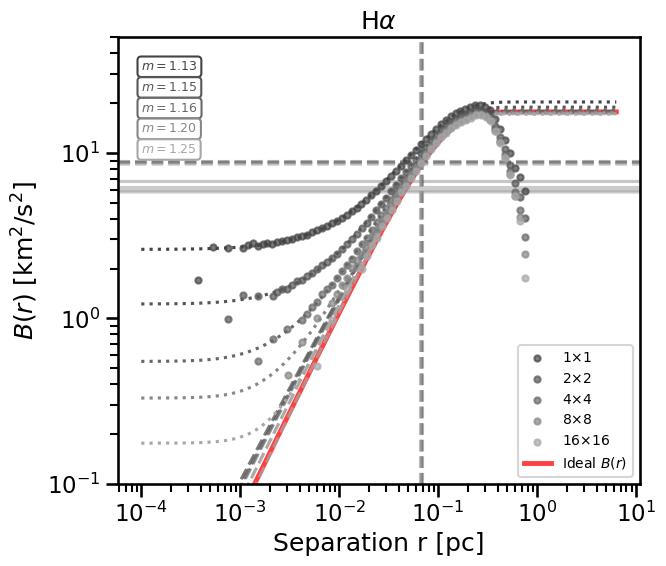 Hα
m = 1.13
m = 1.15
m = 1.16
m = 1.20
m = 1.25
10¹
10⁰
10⁻¹
B(r) [km²/s²]
1×1
2×2
4×4
8×8
16×16
Ideal B(r)
10⁻⁴
10⁻³
10⁻²
10⁻¹
10⁰
10¹
Separation r [pc]